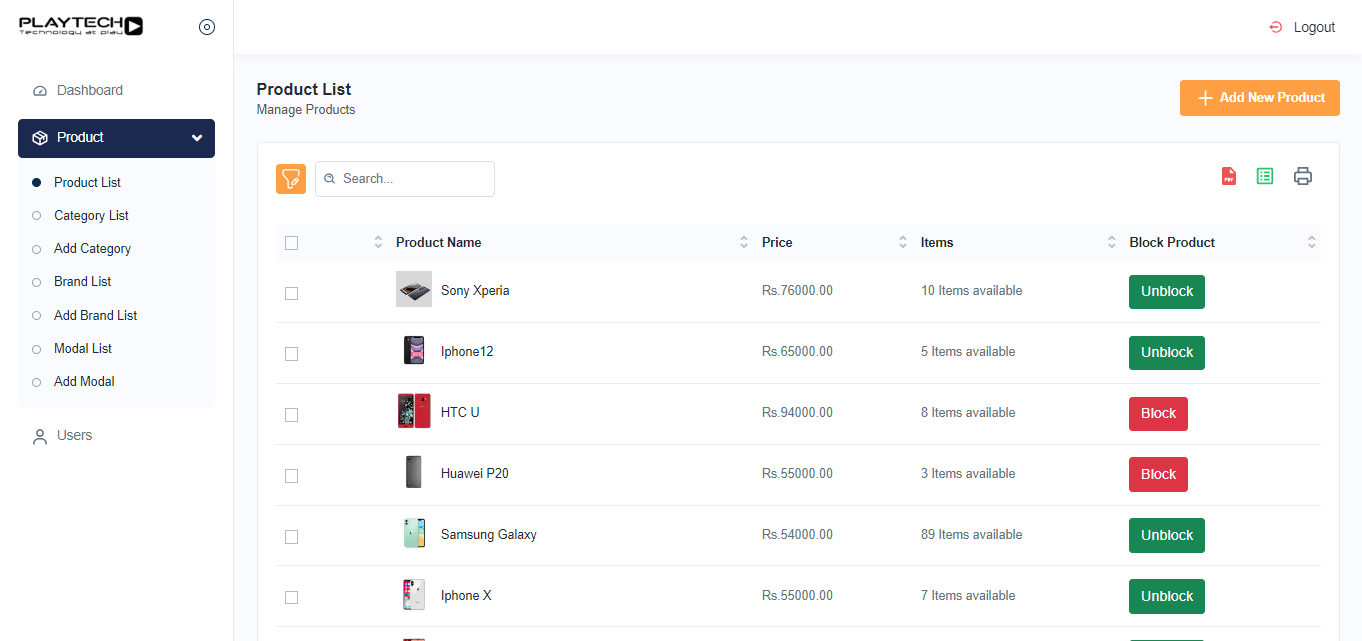 PLAYTECH
Technology at play
Logout
Dashboard
Product
Product List
Category List
Add Category
Brand List
Add Brand List
Modal List
Add Modal
Users
Product List
Manage Products
Add New Product
Search...
PDF
Product Name Price Items Block Product
Sony Xperia Rs.76000.00 10 Items available Unblock
Iphone12 Rs.65000.00 5 Items available Unblock
HTC U Rs.94000.00 8 Items available Block
Huawei P20 Rs.55000.00 3 Items available Block
Samsung Galaxy Rs.54000.00 89 Items available Unblock
Iphone X Rs.55000.00 7 Items available Unblock